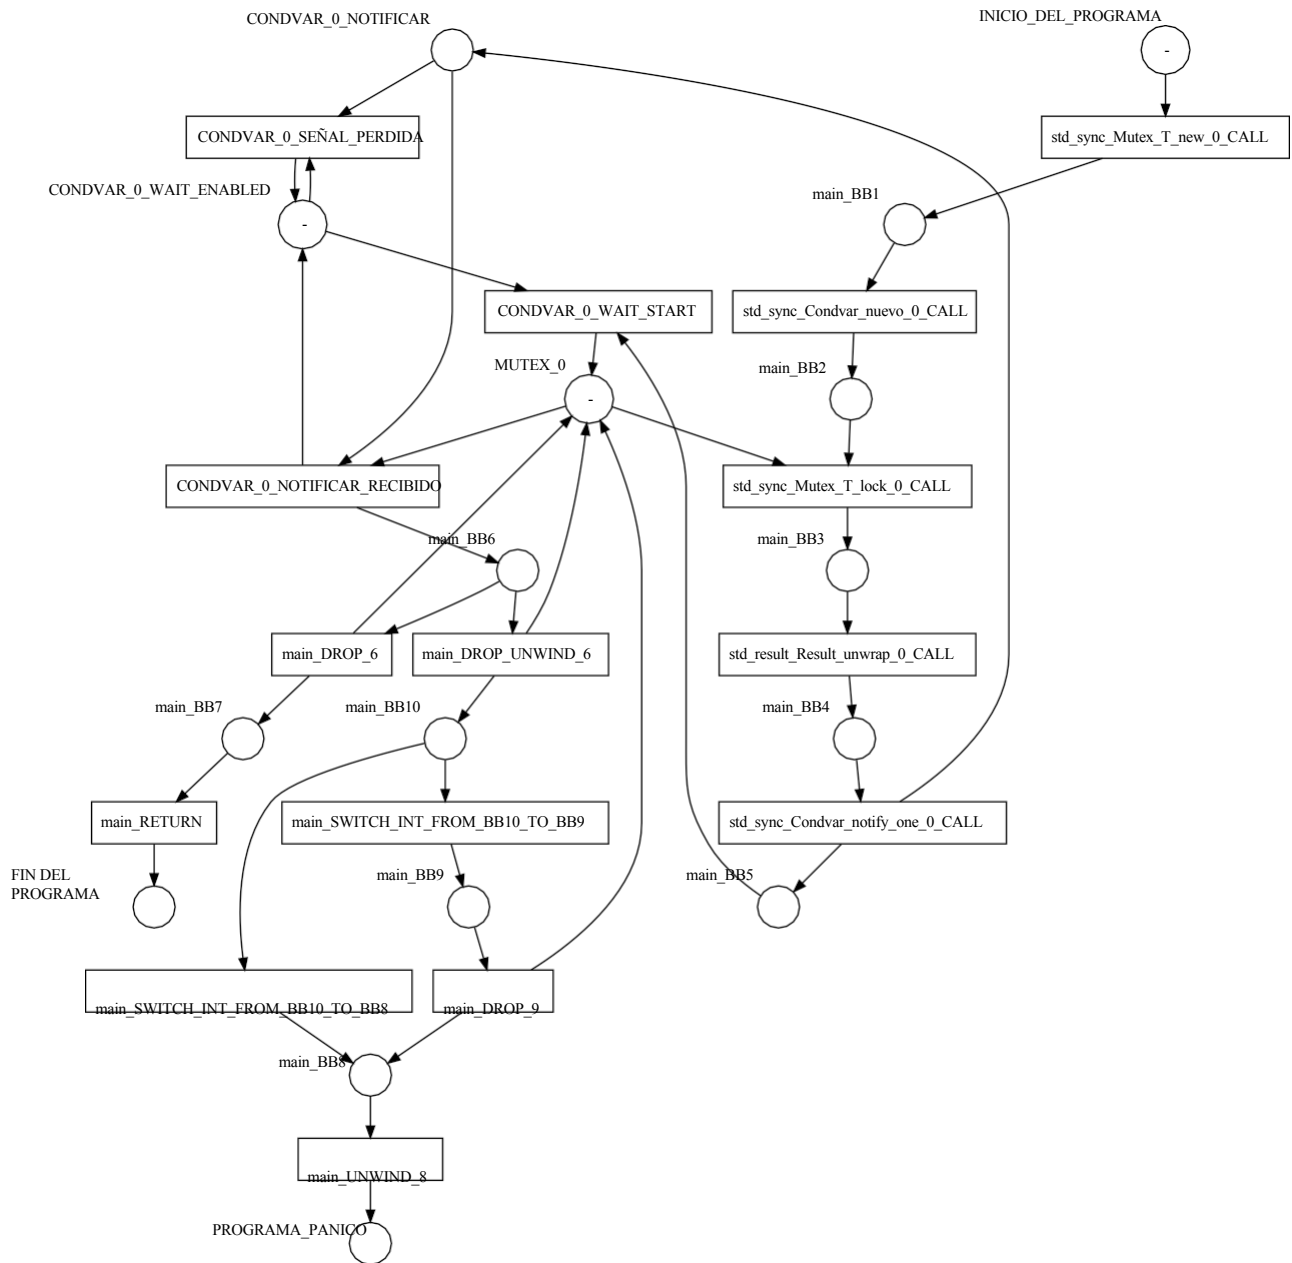 INICIO_DEL_PROGRAMA
CONDVAR_0_NOTIFICAR
-
CONDVAR_0_SEÑAL_PERDIDA
std_sync_Mutex_T_new_0_CALL
CONDVAR_0_WAIT_ENABLED
main_BB1
-
CONDVAR_0_WAIT_START
std_sync_Condvar_nuevo_0_CALL
MUTEX_0
main_BB2
-
CONDVAR_0_NOTIFICAR_RECIBIDO
std_sync_Mutex_T_lock_0_CALL
main_BB6
main_BB3
main_DROP_6
main_DROP_UNWIND_6
std_result_Result_unwrap_0_CALL
main_BB7
main_BB10
main_BB4
main_RETURN
main_SWITCH_INT_FROM_BB10_TO_BB9
std_sync_Condvar_notify_one_0_CALL
FIN DEL
PROGRAMA
main_BB9
main_BB5
main_SWITCH_INT_FROM_BB10_TO_BB8
main_DROP_9
main_BB8
main_UNWIND_8
PROGRAMA_PANICO